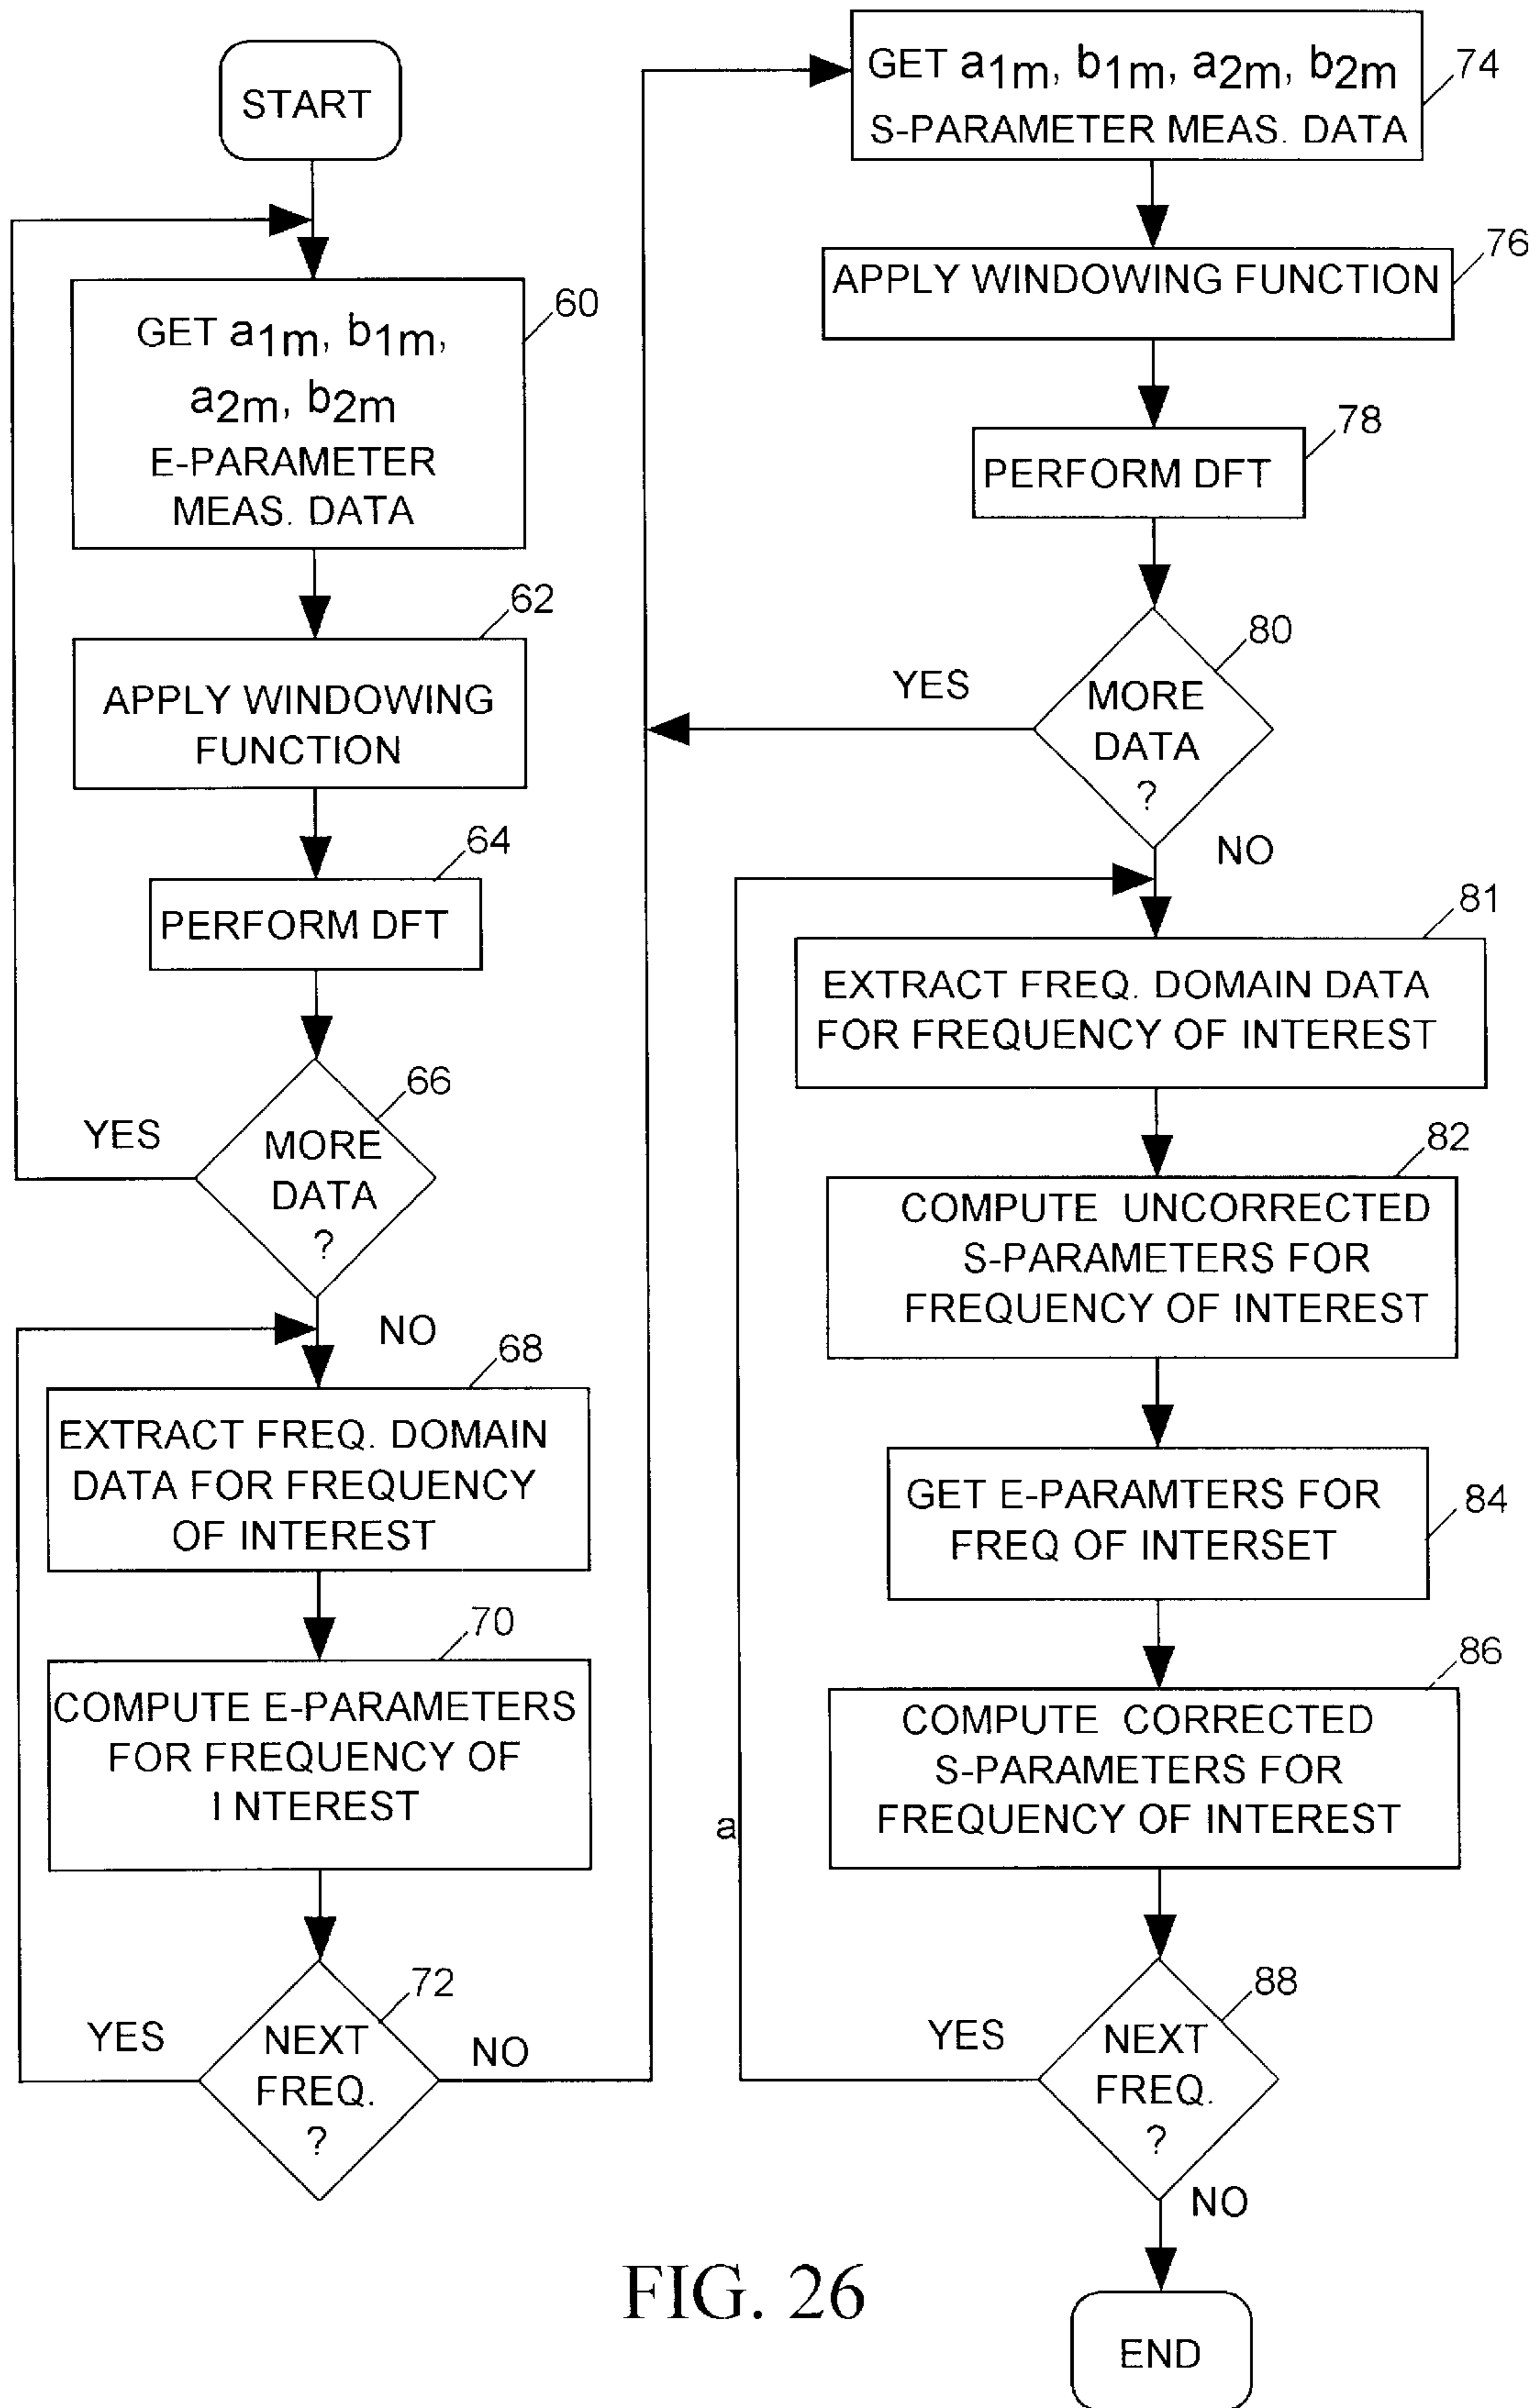 START
60
GET a1m, b1m,
a2m, b2m
E-PARAMETER
MEAS. DATA
62
APPLY WINDOWING
FUNCTION
64
PERFORM DFT
66
YES
MORE
DATA
?
NO
68
EXTRACT FREQ. DOMAIN
DATA FOR FREQUENCY
OF INTEREST
70
COMPUTE E-PARAMETERS
FOR FREQUENCY OF
I NTEREST
72
YES
NEXT
FREQ.
?
NO
GET a1m, b1m, a2m, b2m
S-PARAMETER MEAS. DATA
74
76
APPLY WINDOWING FUNCTION
78
PERFORM DFT
80
YES
MORE
DATA
?
NO
81
EXTRACT FREQ. DOMAIN DATA
FOR FREQUENCY OF INTEREST
82
COMPUTE UNCORRECTED
S-PARAMETERS FOR
FREQUENCY OF INTEREST
84
GET E-PARAMTERS FOR
FREQ OF INTERSET
86
COMPUTE CORRECTED
S-PARAMETERS FOR
FREQUENCY OF INTEREST
a
88
YES
NEXT
FREQ.
?
NO
END
FIG. 26